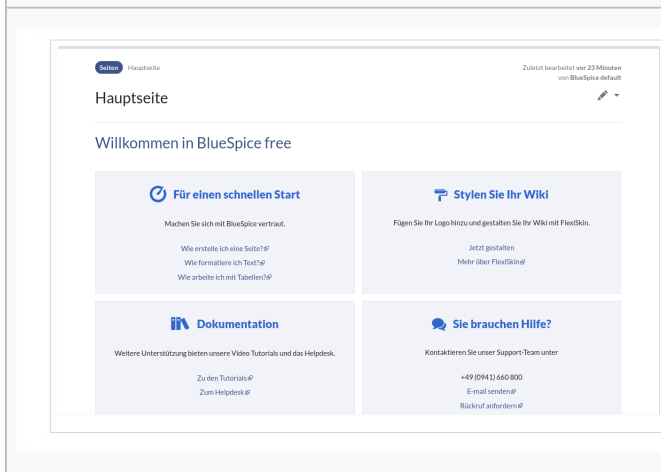 Seiten Hauptseite
Zuletzt bearbeitet vor 23 Minuten
von BlueSpice default
Hauptseite
Willkommen in BlueSpice free
Für einen schnellen Start
Machen Sie sich mit BlueSpice vertraut.
Wie erstelle ich eine Seite?
Wie formatiere ich Text?
Wie arbeite ich mit Tabellen?
Stylen Sie Ihr Wiki
Fügen Sie Ihr Logo hinzu und gestalten Sie Ihr Wiki mit FlexiSkin.
Jetzt gestalten
Mehr über FlexiSkin
Dokumentation
Weitere Unterstützung bieten unsere Video Tutorials und das Helpdesk.
Zu den Tutorials
Zum Helpdesk
Sie brauchen Hilfe?
Kontaktieren Sie unser Support-Team unter
+49 (0941) 660 800
E-mail senden
Rückruf anfordern